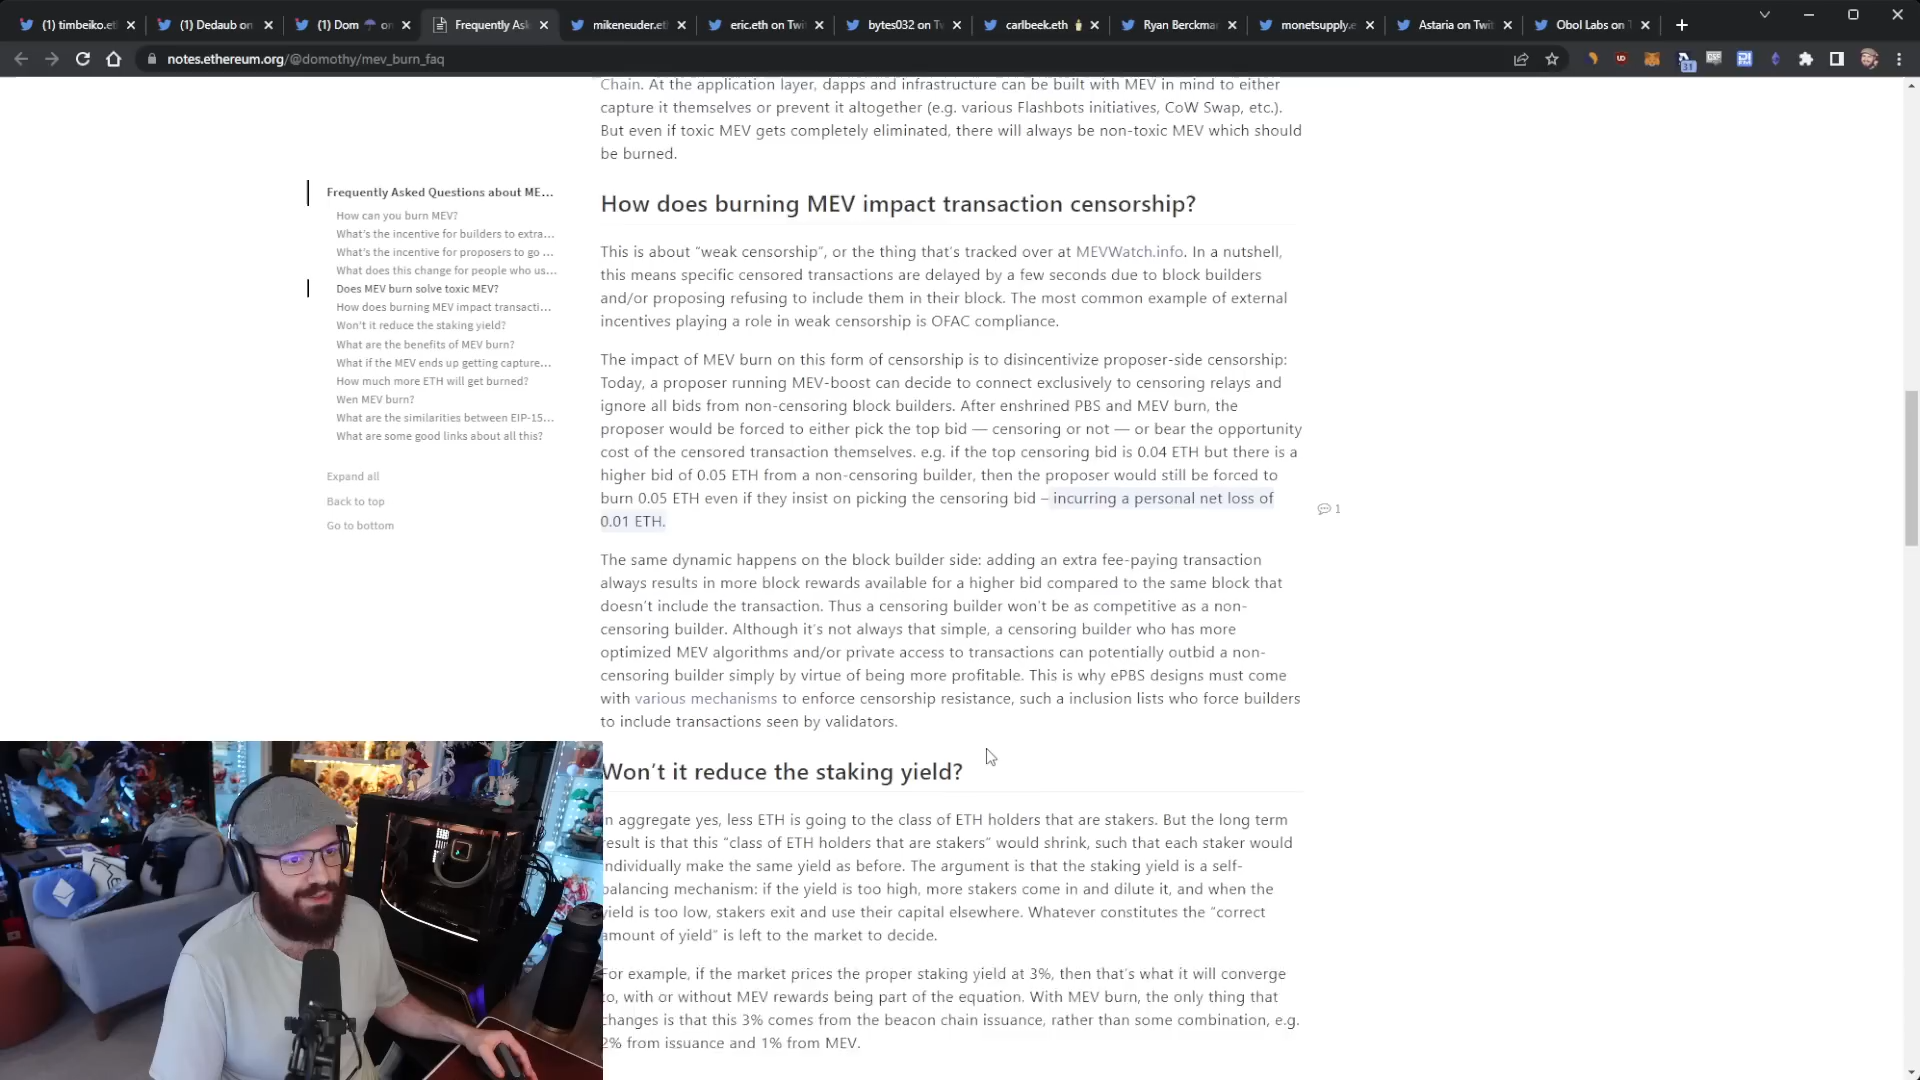 (1) timbeiko.et
(1) Dedaub on
(1) Dom ☂ on
Frequently Ask
mikeneuder.et
eric.eth on Twi
bytes032 on Tw
carlbeek.eth
Ryan Berckma
monetsupply.e
Astaria on Twit
Obol Labs on T
notes.ethereum.org/@domothy/mev_burn_faq
31
Chain. At the application layer, dapps and infrastructure can be built with MEV in mind to either
capture it themselves or prevent it altogether (e.g. various Flashbots initiatives, CoW Swap, etc.).
But even if toxic MEV gets completely eliminated, there will always be non-toxic MEV which should
be burned.
Frequently Asked Questions about ME...
How can you burn MEV?
What's the incentive for builders to extra...
What's the incentive for proposers to go ...
What does this change for people who us...
Does MEV burn solve toxic MEV?
How does burning MEV impact transacti...
Won't it reduce the staking yield?
What are the benefits of MEV burn?
What if the MEV ends up getting capture...
How much more ETH will get burned?
Wen MEV burn?
What are the similarities between EIP-15...
What are some good links about all this?
Expand all
Back to top
Go to bottom
How does burning MEV impact transaction censorship?
This is about “weak censorship”, or the thing that's tracked over at MEVWatch.info. In a nutshell,
this means specific censored transactions are delayed by a few seconds due to block builders
and/or proposing refusing to include them in their block. The most common example of external
incentives playing a role in weak censorship is OFAC compliance.
The impact of MEV burn on this form of censorship is to disincentivize proposer-side censorship:
Today, a proposer running MEV-boost can decide to connect exclusively to censoring relays and
ignore all bids from non-censoring block builders. After enshrined PBS and MEV burn, the
proposer would be forced to either pick the top bid — censoring or not — or bear the opportunity
cost of the censored transaction themselves. e.g. if the top censoring bid is 0.04 ETH but there is a
higher bid of 0.05 ETH from a non-censoring builder, then the proposer would still be forced to
burn 0.05 ETH even if they insist on picking the censoring bid – incurring a personal net loss of
0.01 ETH.
1
The same dynamic happens on the block builder side: adding an extra fee-paying transaction
always results in more block rewards available for a higher bid compared to the same block that
doesn't include the transaction. Thus a censoring builder won't be as competitive as a non-
censoring builder. Although it's not always that simple, a censoring builder who has more
optimized MEV algorithms and/or private access to transactions can potentially outbid a non-
censoring builder simply by virtue of being more profitable. This is why ePBS designs must come
with various mechanisms to enforce censorship resistance, such a inclusion lists who force builders
to include transactions seen by validators.
Won't it reduce the staking yield?
n aggregate yes, less ETH is going to the class of ETH holders that are stakers. But the long term
result is that this “class of ETH holders that are stakers” would shrink, such that each staker would
individually make the same yield as before. The argument is that the staking yield is a self-
balancing mechanism: if the yield is too high, more stakers come in and dilute it, and when the
yield is too low, stakers exit and use their capital elsewhere. Whatever constitutes the “correct
amount of yield” is left to the market to decide.
For example, if the market prices the proper staking yield at 3%, then that's what it will converge
to, with or without MEV rewards being part of the equation. With MEV burn, the only thing that
changes is that this 3% comes from the beacon chain issuance, rather than some combination, e.g.
2% from issuance and 1% from MEV.